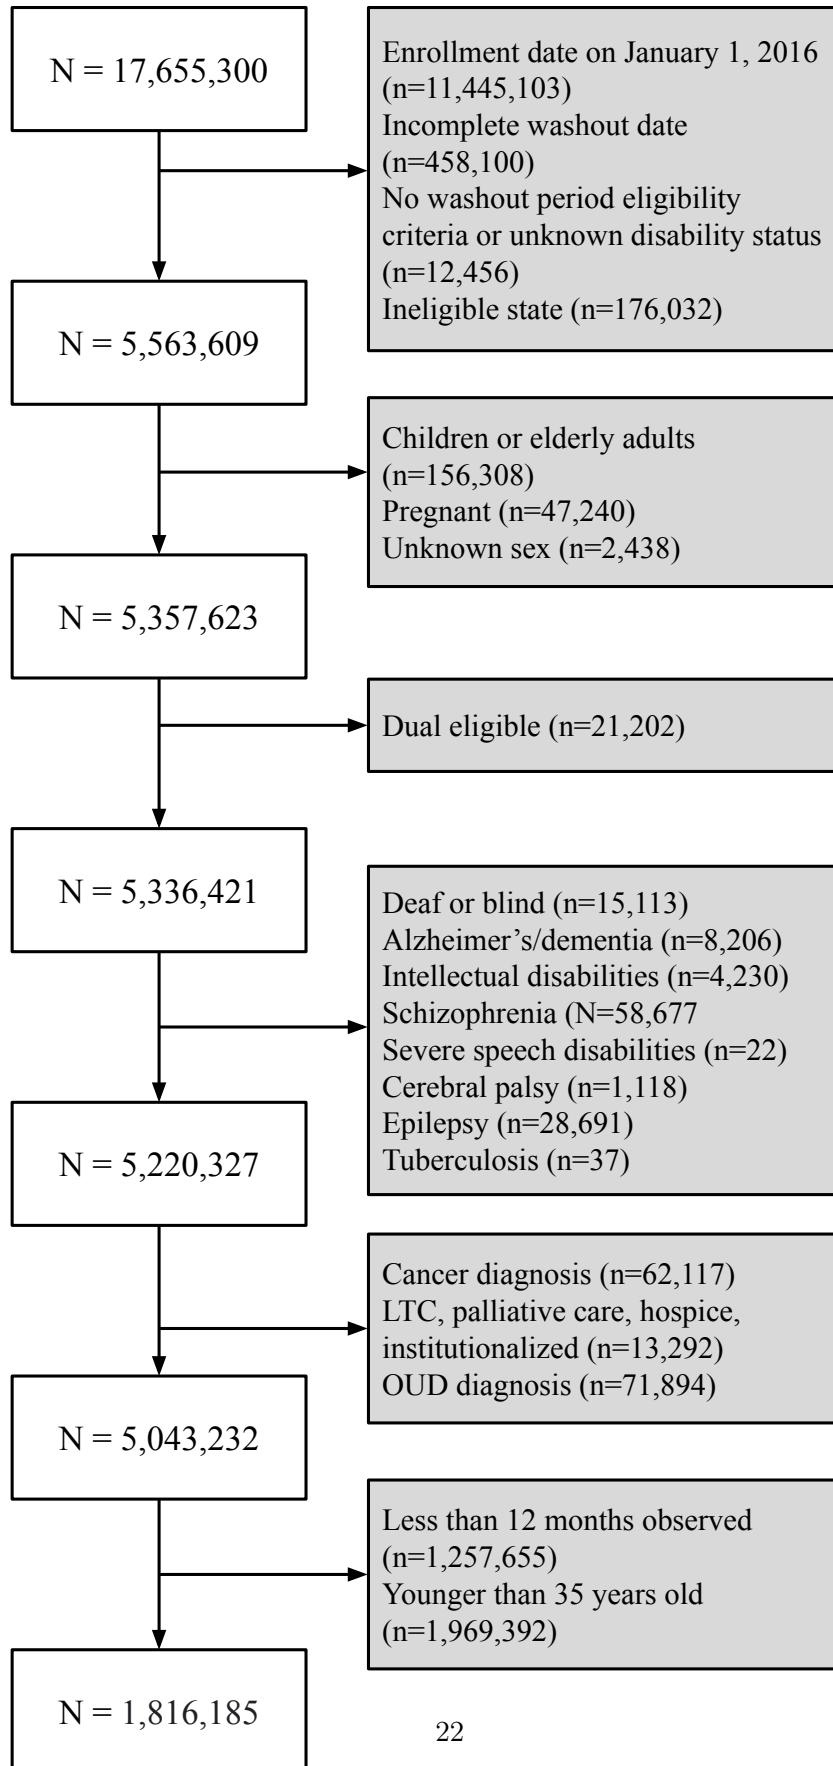 N = 17,655,300
Enrollment date on January 1, 2016
(n=11,445,103)
Incomplete washout date
(n=458,100)
No washout period eligibility
criteria or unknown disability status
(n=12,456)
Ineligible state (n=176,032)
N = 5,563,609
Children or elderly adults
(n=156,308)
Pregnant (n=47,240)
Unknown sex (n=2,438)
N = 5,357,623
Dual eligible (n=21,202)
N = 5,336,421
Deaf or blind (n=15,113)
Alzheimer’s/dementia (n=8,206)
Intellectual disabilities (n=4,230)
Schizophrenia (N=58,677
Severe speech disabilities (n=22)
Cerebral palsy (n=1,118)
Epilepsy (n=28,691)
Tuberculosis (n=37)
N = 5,220,327
Cancer diagnosis (n=62,117)
LTC, palliative care, hospice,
institutionalized (n=13,292)
OUD diagnosis (n=71,894)
N = 5,043,232
Less than 12 months observed
(n=1,257,655)
Younger than 35 years old
(n=1,969,392)
N = 1,816,185
22